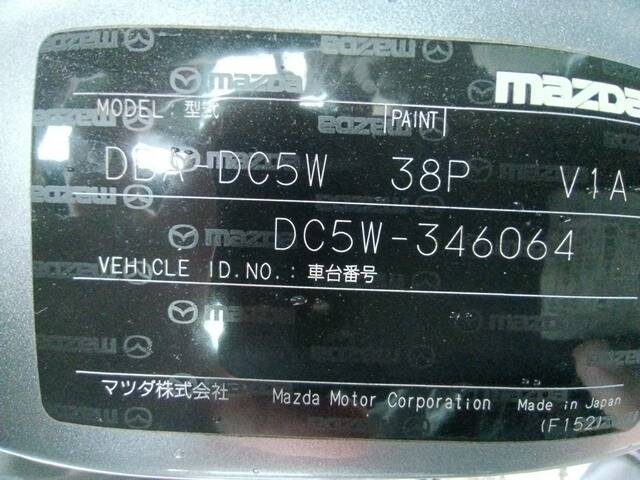 mazda
MODEL : 型式 PAINT
DBA-DC5W 38P V1A
DC5W-346064
VEHICLE ID.NO.: 車台番号
マツダ株式会社 Mazda Motor Corporation Made in Japan
(F152)